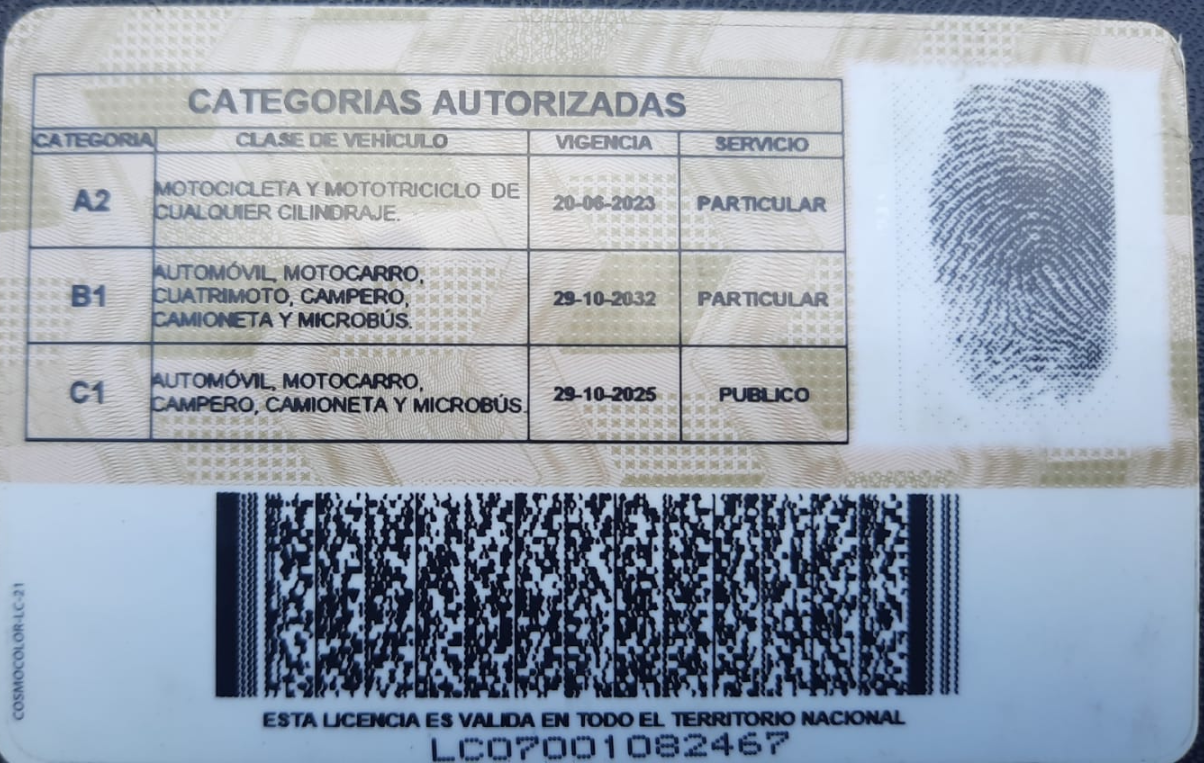 CATEGORIAS AUTORIZADAS
CATEGORIA CLASE DE VEHÍCULO VIGENCIA SERVICIO
A2 MOTOCICLETA Y MOTOTRICICLO DE CUALQUIER CILINDRAJE. 20-06-2023 PARTICULAR
B1 AUTOMÓVIL, MOTOCARRO, CUATRIMOTO, CAMPERO, CAMIONETA Y MICROBÚS. 29-10-2032 PARTICULAR
C1 AUTOMÓVIL, MOTOCARRO, CAMPERO, CAMIONETA Y MICROBÚS. 29-10-2025 PUBLICO
COSMOCOLOR-LC-21
ESTA LICENCIA ES VALIDA EN TODO EL TERRITORIO NACIONAL
LC07001082467